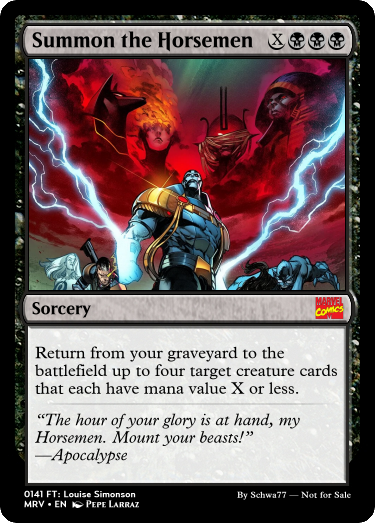 Summon the Horsemen X
Sorcery
MARVEL
COMICS
Return from your graveyard to the
battlefield up to four target creature cards
that each have mana value X or less.
“The hour of your glory is at hand, my
Horsemen. Mount your beasts!”
—Apocalypse
0141 FT: Louise Simonson
MRV • EN Pepe Larraz
By Schwa77 — Not for Sale